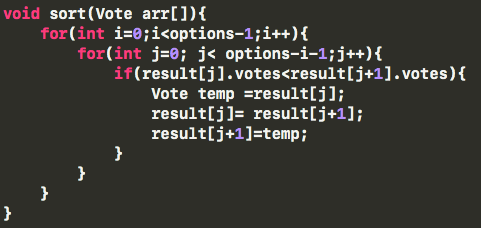 void sort(Vote arr[]){
    for(int i=0;i<options-1;i++){
        for(int j=0; j< options-i-1;j++){
            if(result[j].votes<result[j+1].votes){
                Vote temp =result[j];
                result[j]= result[j+1];
                result[j+1]=temp;
            }
        }
    }
}